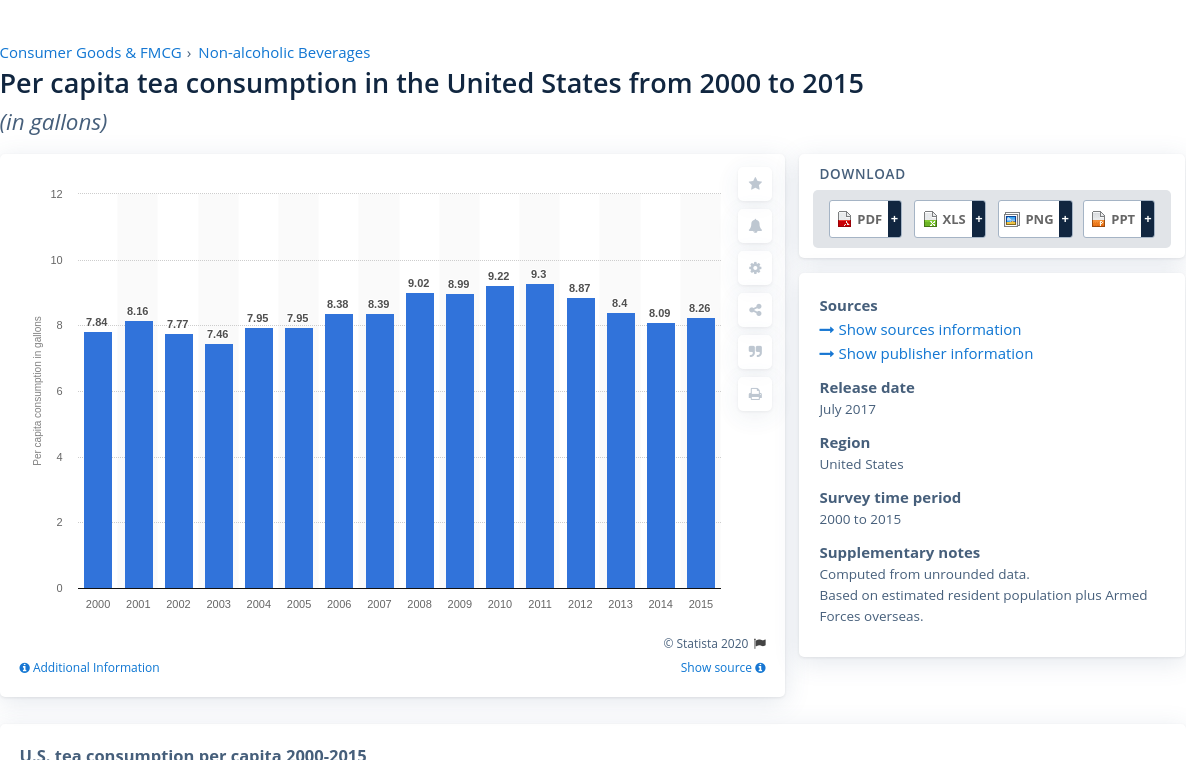 Consumer Goods & FMCG › Non-alcoholic Beverages
Per capita tea consumption in the United States from 2000 to 2015
(in gallons)
Per capita consumption in gallons
12
10
8
6
4
2
0
7.84 8.16 7.77 7.46 7.95 7.95 8.38 8.39 9.02 8.99 9.22 9.3 8.87 8.4 8.09 8.26
2000 2001 2002 2003 2004 2005 2006 2007 2008 2009 2010 2011 2012 2013 2014 2015
© Statista 2020
Additional Information
Show source
DOWNLOAD
PDF + XLS + PNG + PPT +
Sources
Show sources information
Show publisher information
Release date
July 2017
Region
United States
Survey time period
2000 to 2015
Supplementary notes
Computed from unrounded data.
Based on estimated resident population plus Armed
Forces overseas.
U.S. tea consumption per capita 2000-2015